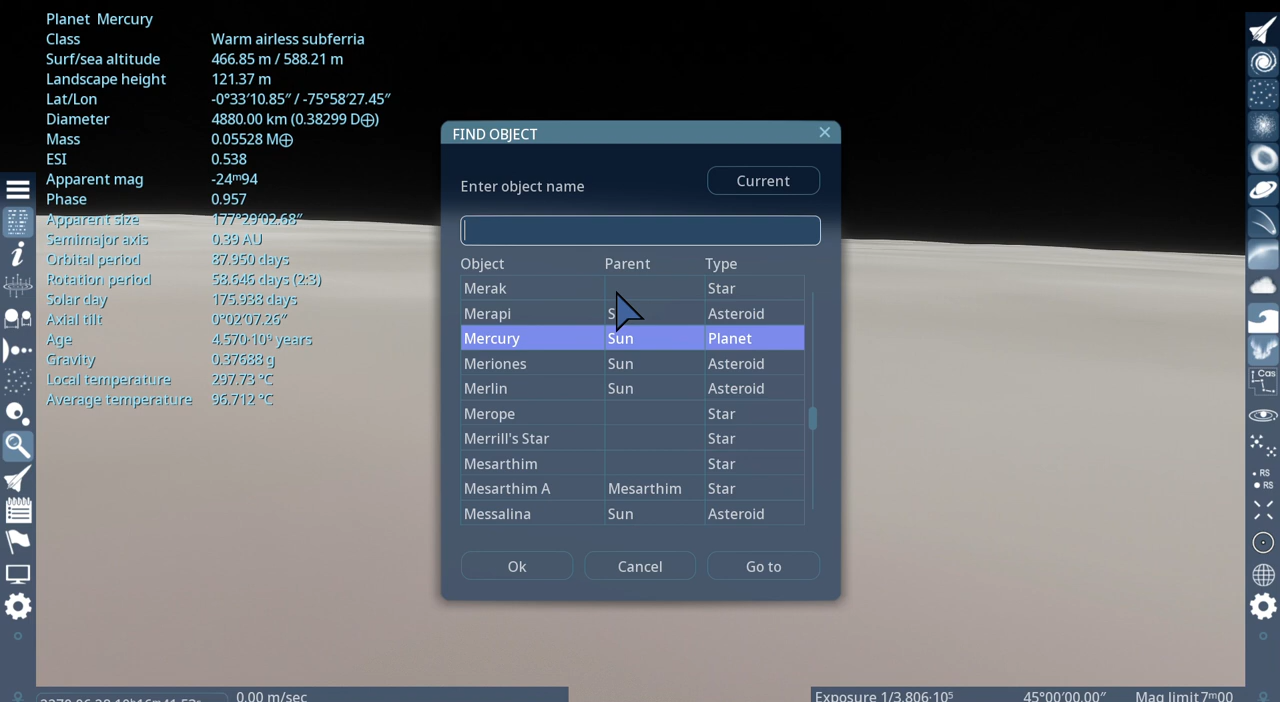 Planet Mercury
Class Warm airless subferria
Surf/sea altitude 466.85 m / 588.21 m
Landscape height 121.37 m
Lat/Lon -0°33′10.85″ / -75°58′27.45″
Diameter 4880.00 km (0.38299 D⊕)
Mass 0.05528 M⊕
ESI 0.538
Apparent mag -24ᵐ94
Phase 0.957
Apparent size 177°29′02.68″
Semimajor axis 0.39 AU
Orbital period 87.950 days
Rotation period 58.646 days (2:3)
Solar day 175.938 days
Axial tilt 0°02′07.26″
Age 4.570·10⁹ years
Gravity 0.37688 g
Local temperature 297.73 °C
Average temperature 96.712 °C
FIND OBJECT
Enter object name
Current
Object Parent Type
Merak Star
Merapi Asteroid
Mercury Sun Planet
Meriones Sun Asteroid
Merlin Sun Asteroid
Merope Star
Merrill's Star Star
Mesarthim Star
Mesarthim A Mesarthim Star
Messalina Sun Asteroid
Ok Cancel Go to
Cas
RS
RS
0.00 m/sec
Exposure 1/3.806·10⁵ 45°00′00.00″ Mag limit 7ᵐ00